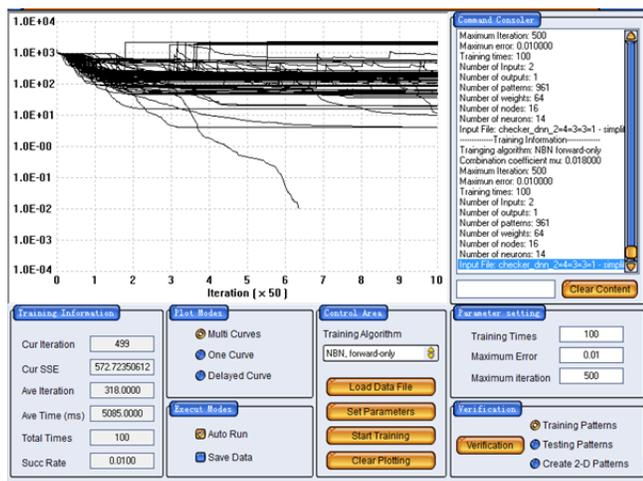 1.0E+04
1.0E+03
1.0E+02
1.0E+01
1.0E-00
1.0E-01
1.0E-02
1.0E-03
1.0E-04
0 1 2 3 4 5 6 7 8 9 10
Iteration ( × 50 )
Command Consoler
Maximum Iteration: 500
Maximun error: 0.010000
Training times: 100
Number of Inputs: 2
Number of outputs: 1
Number of patterns: 961
Number of weights: 64
Number of nodes: 16
Number of neurons: 14
Input File: checker_dnn_2=4=3=3=1 - simplif
--------------Training Information--------------
Trainging algorithm: NBN forward-only
Combination coefficient mu: 0.018000
Maximum Iteration: 500
Maximun error: 0.010000
Training times: 100
Number of Inputs: 2
Number of outputs: 1
Number of patterns: 961
Number of weights: 64
Number of nodes: 16
Number of neurons: 14
Input File: checker_dnn_2=4=3=3=1 - simpli
Clear Content
Training Information
Cur Iteration 499
Cur SSE 572.72350612
Ave Iteration 318.0000
Ave Time (ms) 5085.0000
Total Times 100
Succ Rate 0.0100
Plot Modes
Multi Curves
One Curve
Delayed Curve
Execut Modes
Auto Run
Save Data
Control Area
Training Algorithm
NBN, forward-only
Load Data File
Set Parameters
Start Training
Clear Plotting
Parameter setting
Training Times 100
Maximum Error 0.01
Maximum iteration 500
Verification
Verification
Training Patterns
Testing Patterns
Create 2-D Patterns